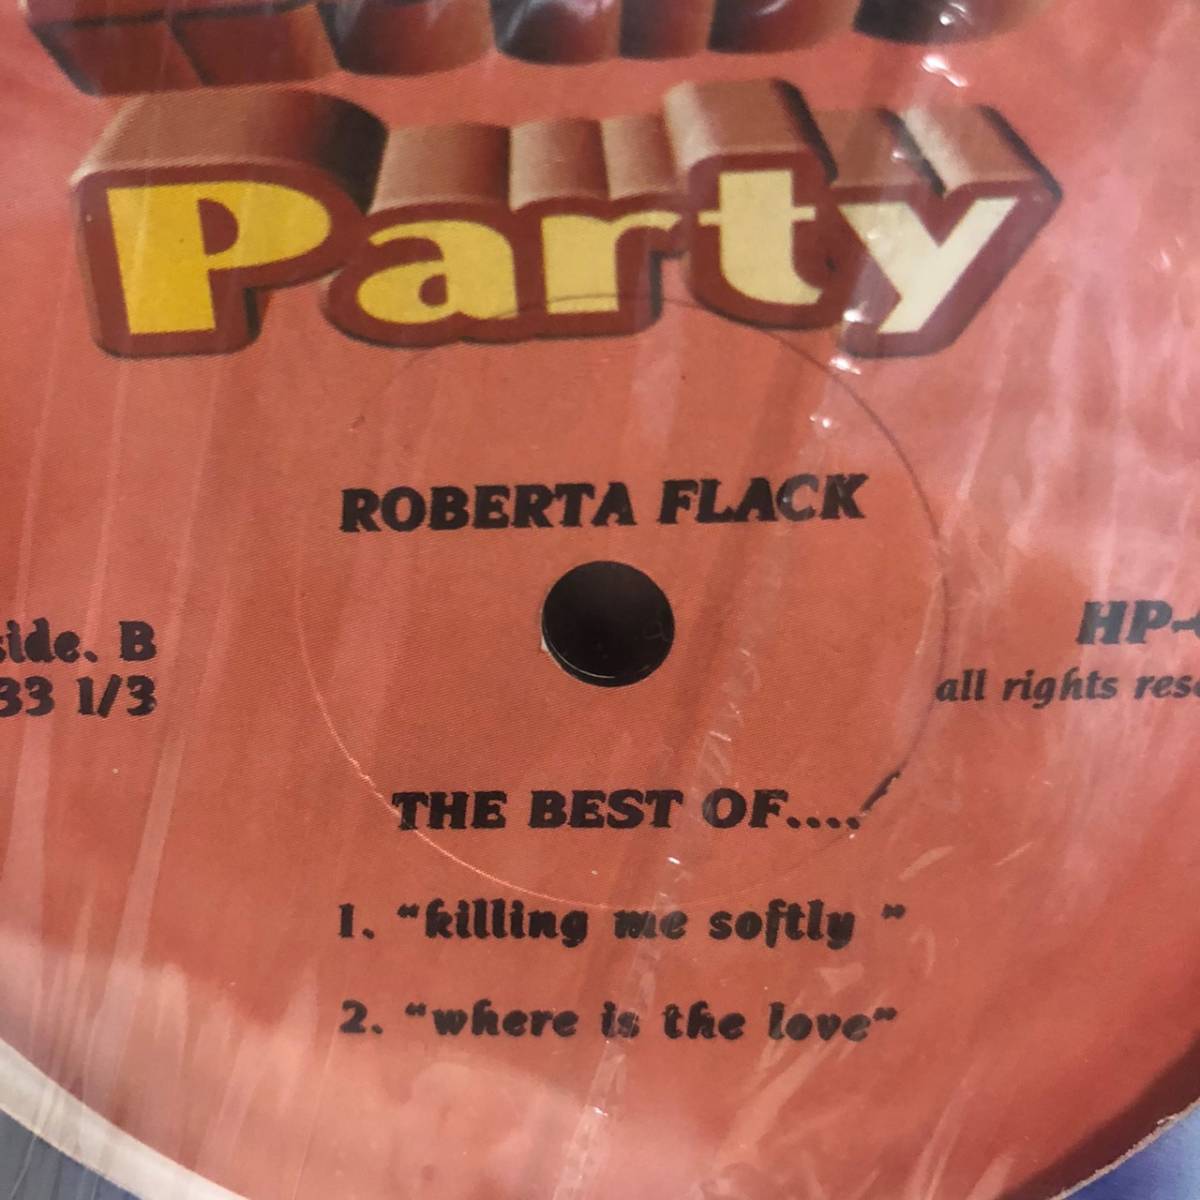 Party
ROBERTA FLACK
side. B
33 1/3
HP-
all rights
THE BEST OF....
1. "killing me softly "
2. "where is the love"